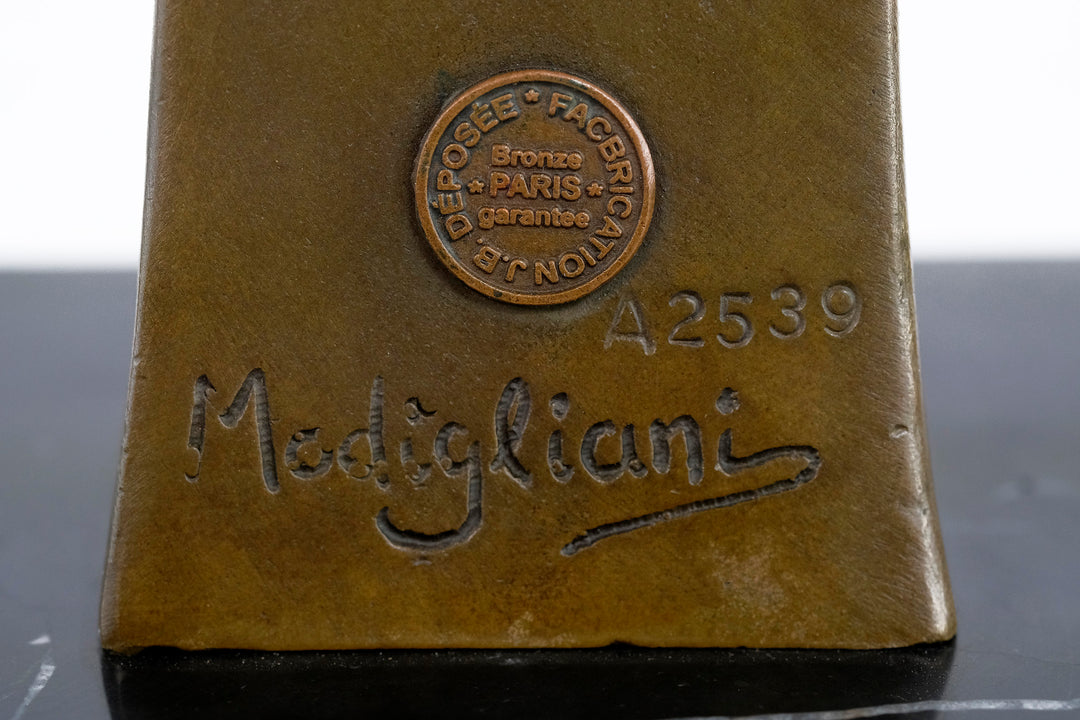 J.B. DÉPOSÉE * FACBRICATION
Bronze
* PARIS *
garantee
A2539
Modigliani